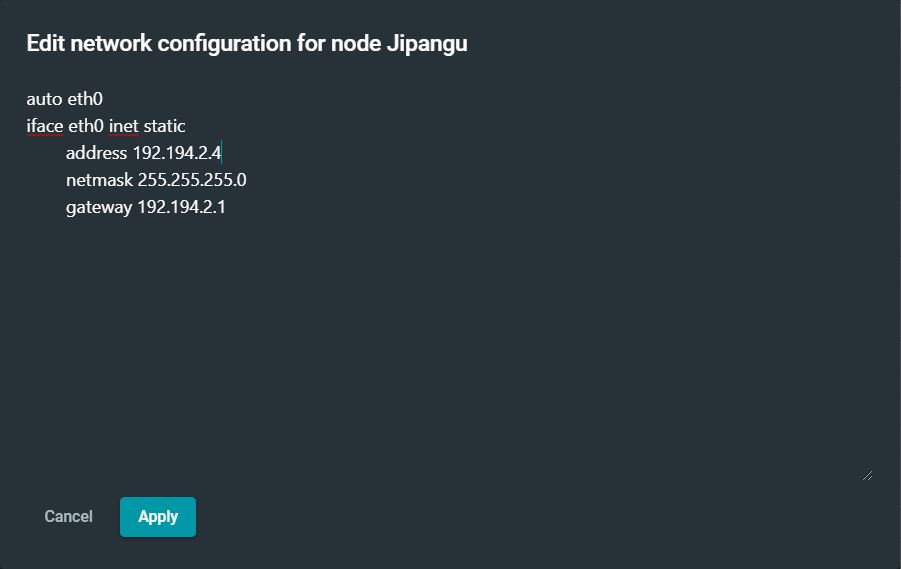 Edit network configuration for node Jipangu
auto eth0
iface eth0 inet static
address 192.194.2.4
netmask 255.255.255.0
gateway 192.194.2.1
Cancel
Apply